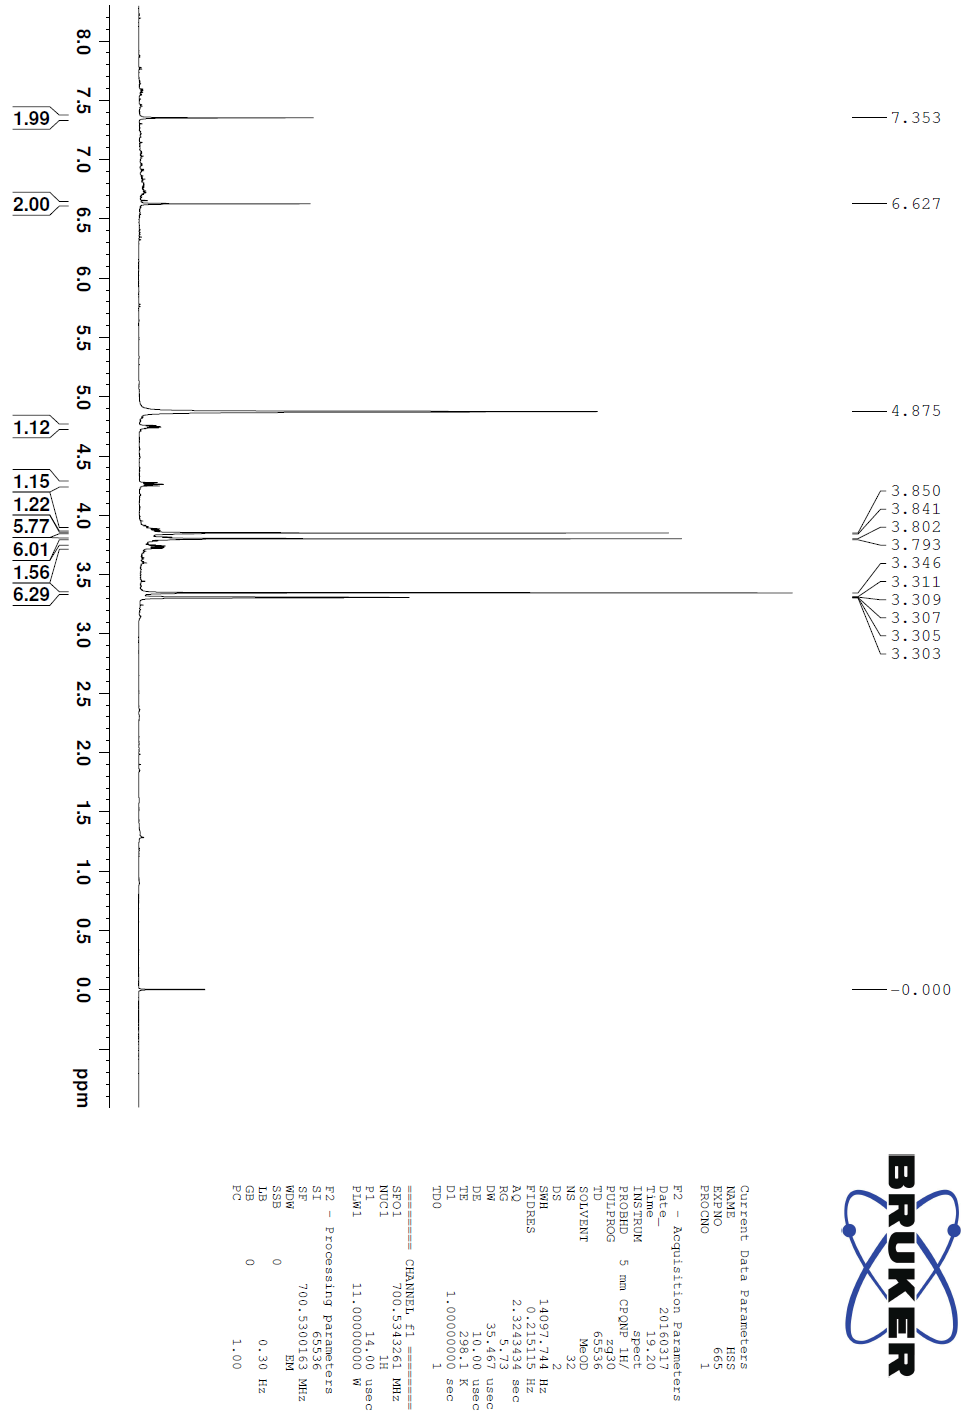 7.353
6.627
4.875
3.850
3.841
3.802
3.793
3.346
3.311
3.309
3.307
3.305
3.303
-0.000
8.0
7.5
7.0
6.5
6.0
5.5
5.0
4.5
4.0
3.5
3.0
2.5
2.0
1.5
1.0
0.5
0.0
ppm
1.99
2.00
1.12
1.15
1.22
5.77
6.01
1.56
6.29
BRUKER
Current Data Parameters
NAME HSS
EXPNO 665
PROCNO 1
F2 - Acquisition Parameters
Date_ 20160317
Time 19.20
INSTRUM spect
PROBHD 5 mm CPQNP 1H/
PULPROG zg30
TD 65536
SOLVENT MeOD
NS 32
DS 2
SWH 14097.744 Hz
FIDRES 0.215115 Hz
AQ 2.3243434 sec
RG 5.73
DW 35.467 usec
DE 10.00 usec
TE 298.1 K
D1 1.00000000 sec
TD0 1
======== CHANNEL f1 ========
SFO1 700.5343261 MHz
NUC1 1H
P1 14.00 usec
PLW1 11.00000000 W
F2 - Processing parameters
SI 65536
SF 700.5300163 MHz
WDW EM
SSB 0
LB 0.30 Hz
GB 0
PC 1.00